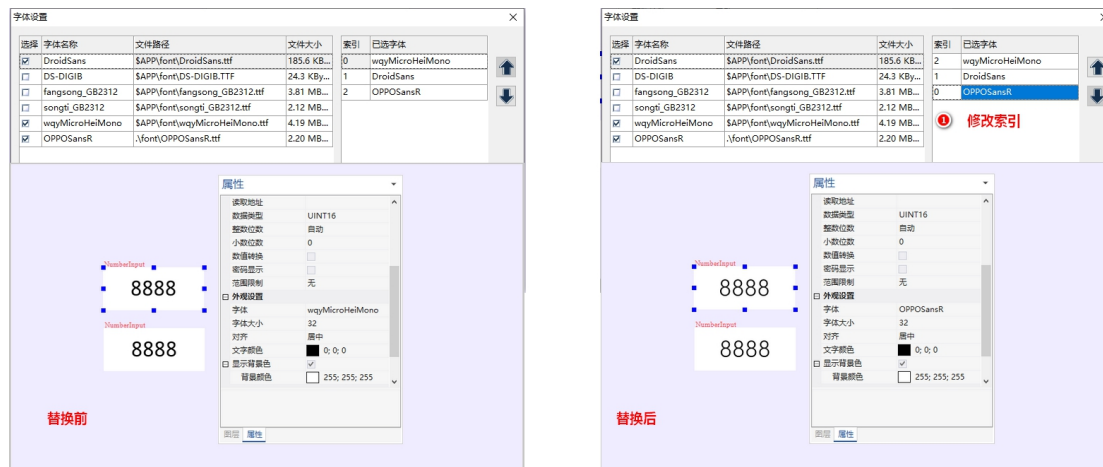 字体设置
选择 字体名称 文件路径 文件大小 索引 已选字体
DroidSans $APP\font\DroidSans.ttf 185.6 KB... 0 wqyMicroHeiMono
DS-DIGIB $APP\font\DS-DIGIB.TTF 24.3 KBy... 1 DroidSans
fangsong_GB2312 $APP\font\fangsong_GB2312.ttf 3.81 MB... 2 OPPOSansR
songti_GB2312 $APP\font\songti_GB2312.ttf 2.12 MB...
wqyMicroHeiMono $APP\font\wqyMicroHeiMono.ttf 4.19 MB...
OPPOSansR .\font\OPPOSansR.ttf 2.20 MB...
属性
读取地址
数据类型 UINT16
整数位数 自动
小数位数 0
数值转换
密码显示
范围限制 无
外观设置
字体 wqyMicroHeiMono
字体大小 32
对齐 居中
文字颜色 0; 0; 0
显示背景色
背景颜色 255; 255; 255
图层 属性
NumberInput
8888
NumberInput
8888
替换前
字体设置
选择 字体名称 文件路径 文件大小 索引 已选字体
DroidSans $APP\font\DroidSans.ttf 185.6 KB... 2 wqyMicroHeiMono
DS-DIGIB $APP\font\DS-DIGIB.TTF 24.3 KBy... 1 DroidSans
fangsong_GB2312 $APP\font\fangsong_GB2312.ttf 3.81 MB... 0 OPPOSansR
songti_GB2312 $APP\font\songti_GB2312.ttf 2.12 MB...
wqyMicroHeiMono $APP\font\wqyMicroHeiMono.ttf 4.19 MB...
OPPOSansR .\font\OPPOSansR.ttf 2.20 MB...
1 修改索引
属性
读取地址
数据类型 UINT16
整数位数 自动
小数位数 0
数值转换
密码显示
范围限制 无
外观设置
字体 OPPOSansR
字体大小 32
对齐 居中
文字颜色 0; 0; 0
显示背景色
背景颜色 255; 255; 255
图层 属性
NumberInput
8888
NumberInput
8888
替换后